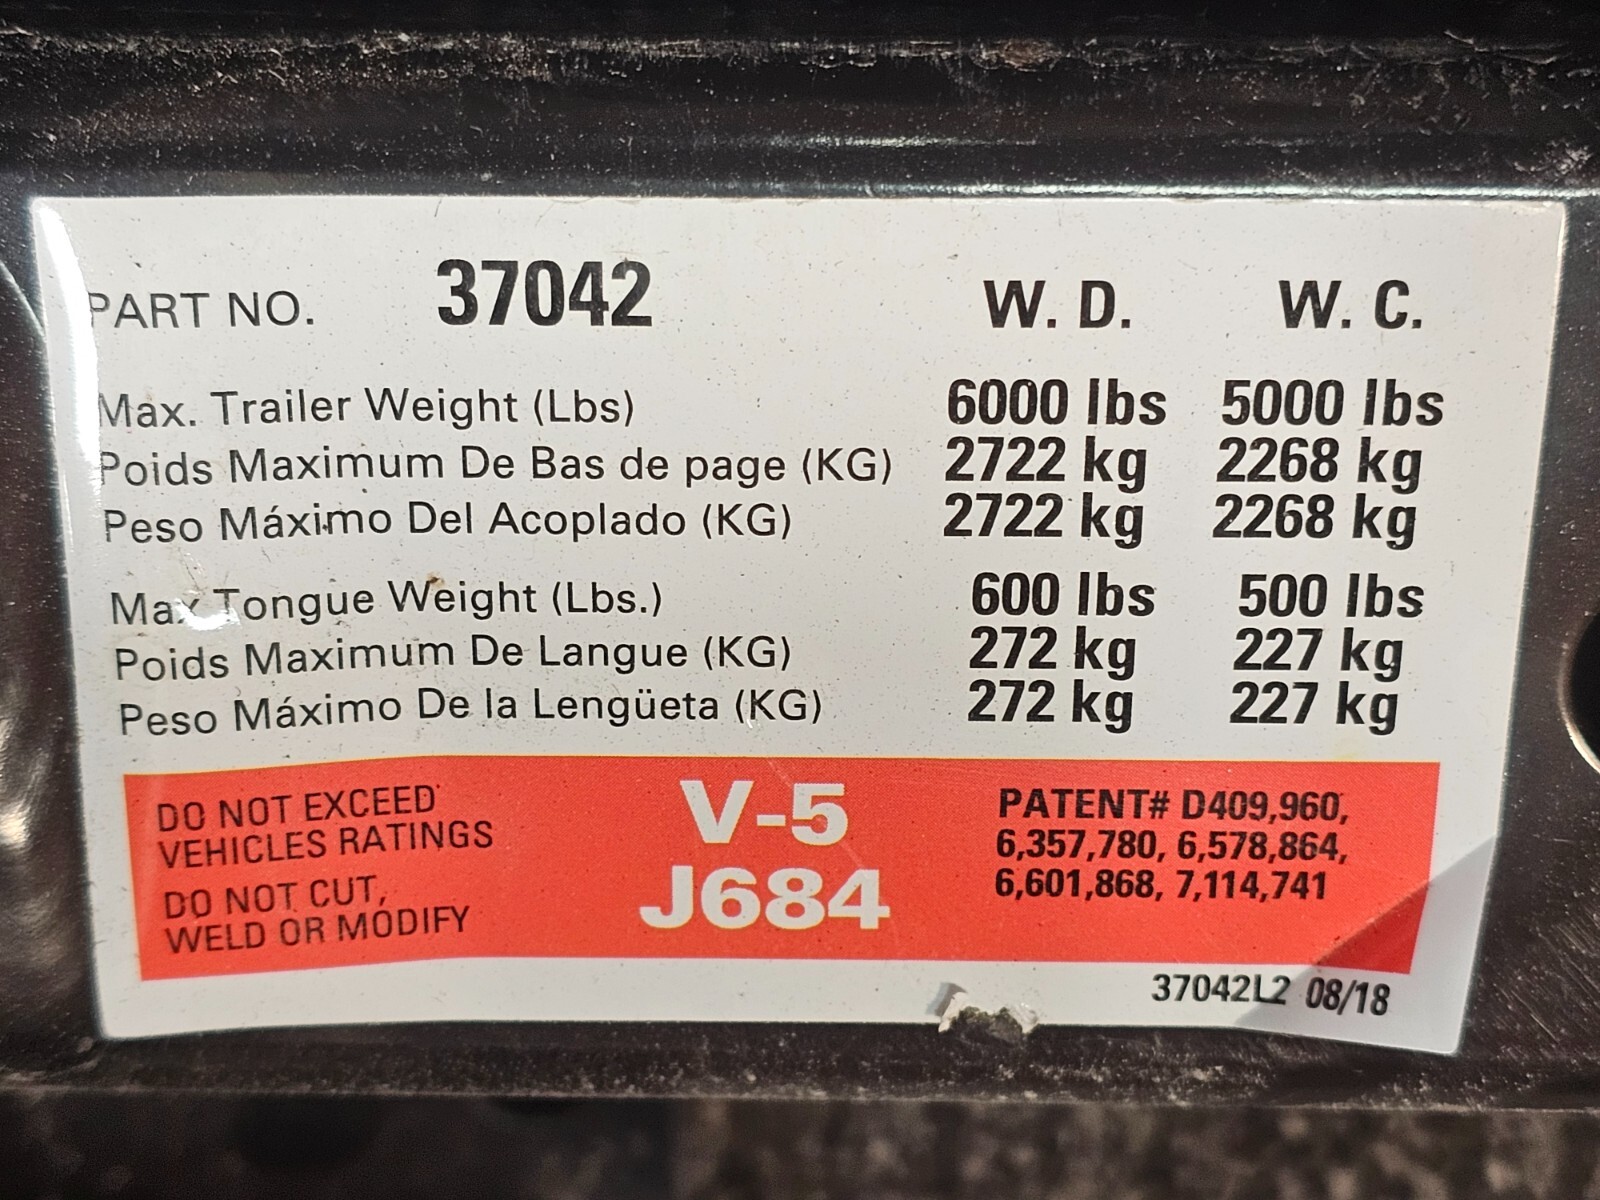 PART NO. 37042 W. D. W. C.
Max. Trailer Weight (Lbs) 6000 lbs 5000 lbs
Poids Maximum De Bas de page (KG) 2722 kg 2268 kg
Peso Máximo Del Acoplado (KG) 2722 kg 2268 kg
Max Tongue Weight (Lbs.) 600 lbs 500 lbs
Poids Maximum De Langue (KG) 272 kg 227 kg
Peso Máximo De la Lengüeta (KG) 272 kg 227 kg
DO NOT EXCEED
VEHICLES RATINGS
DO NOT CUT,
WELD OR MODIFY
V-5
J684
PATENT# D409,960,
6,357,780, 6,578,864,
6,601,868, 7,114,741
37042L2 08/18